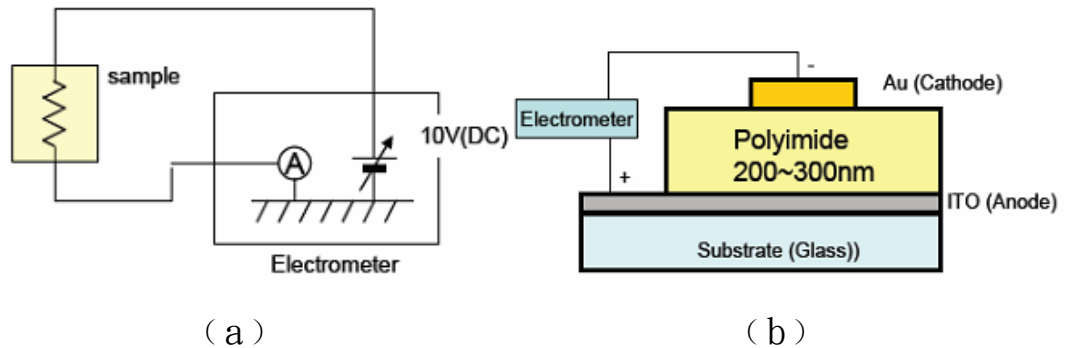 sample
10V(DC)
A
Electrometer
(a)
-
Au (Cathode)
Electrometer
Polyimide
200~300nm
+
ITO (Anode)
Substrate (Glass))
(b)